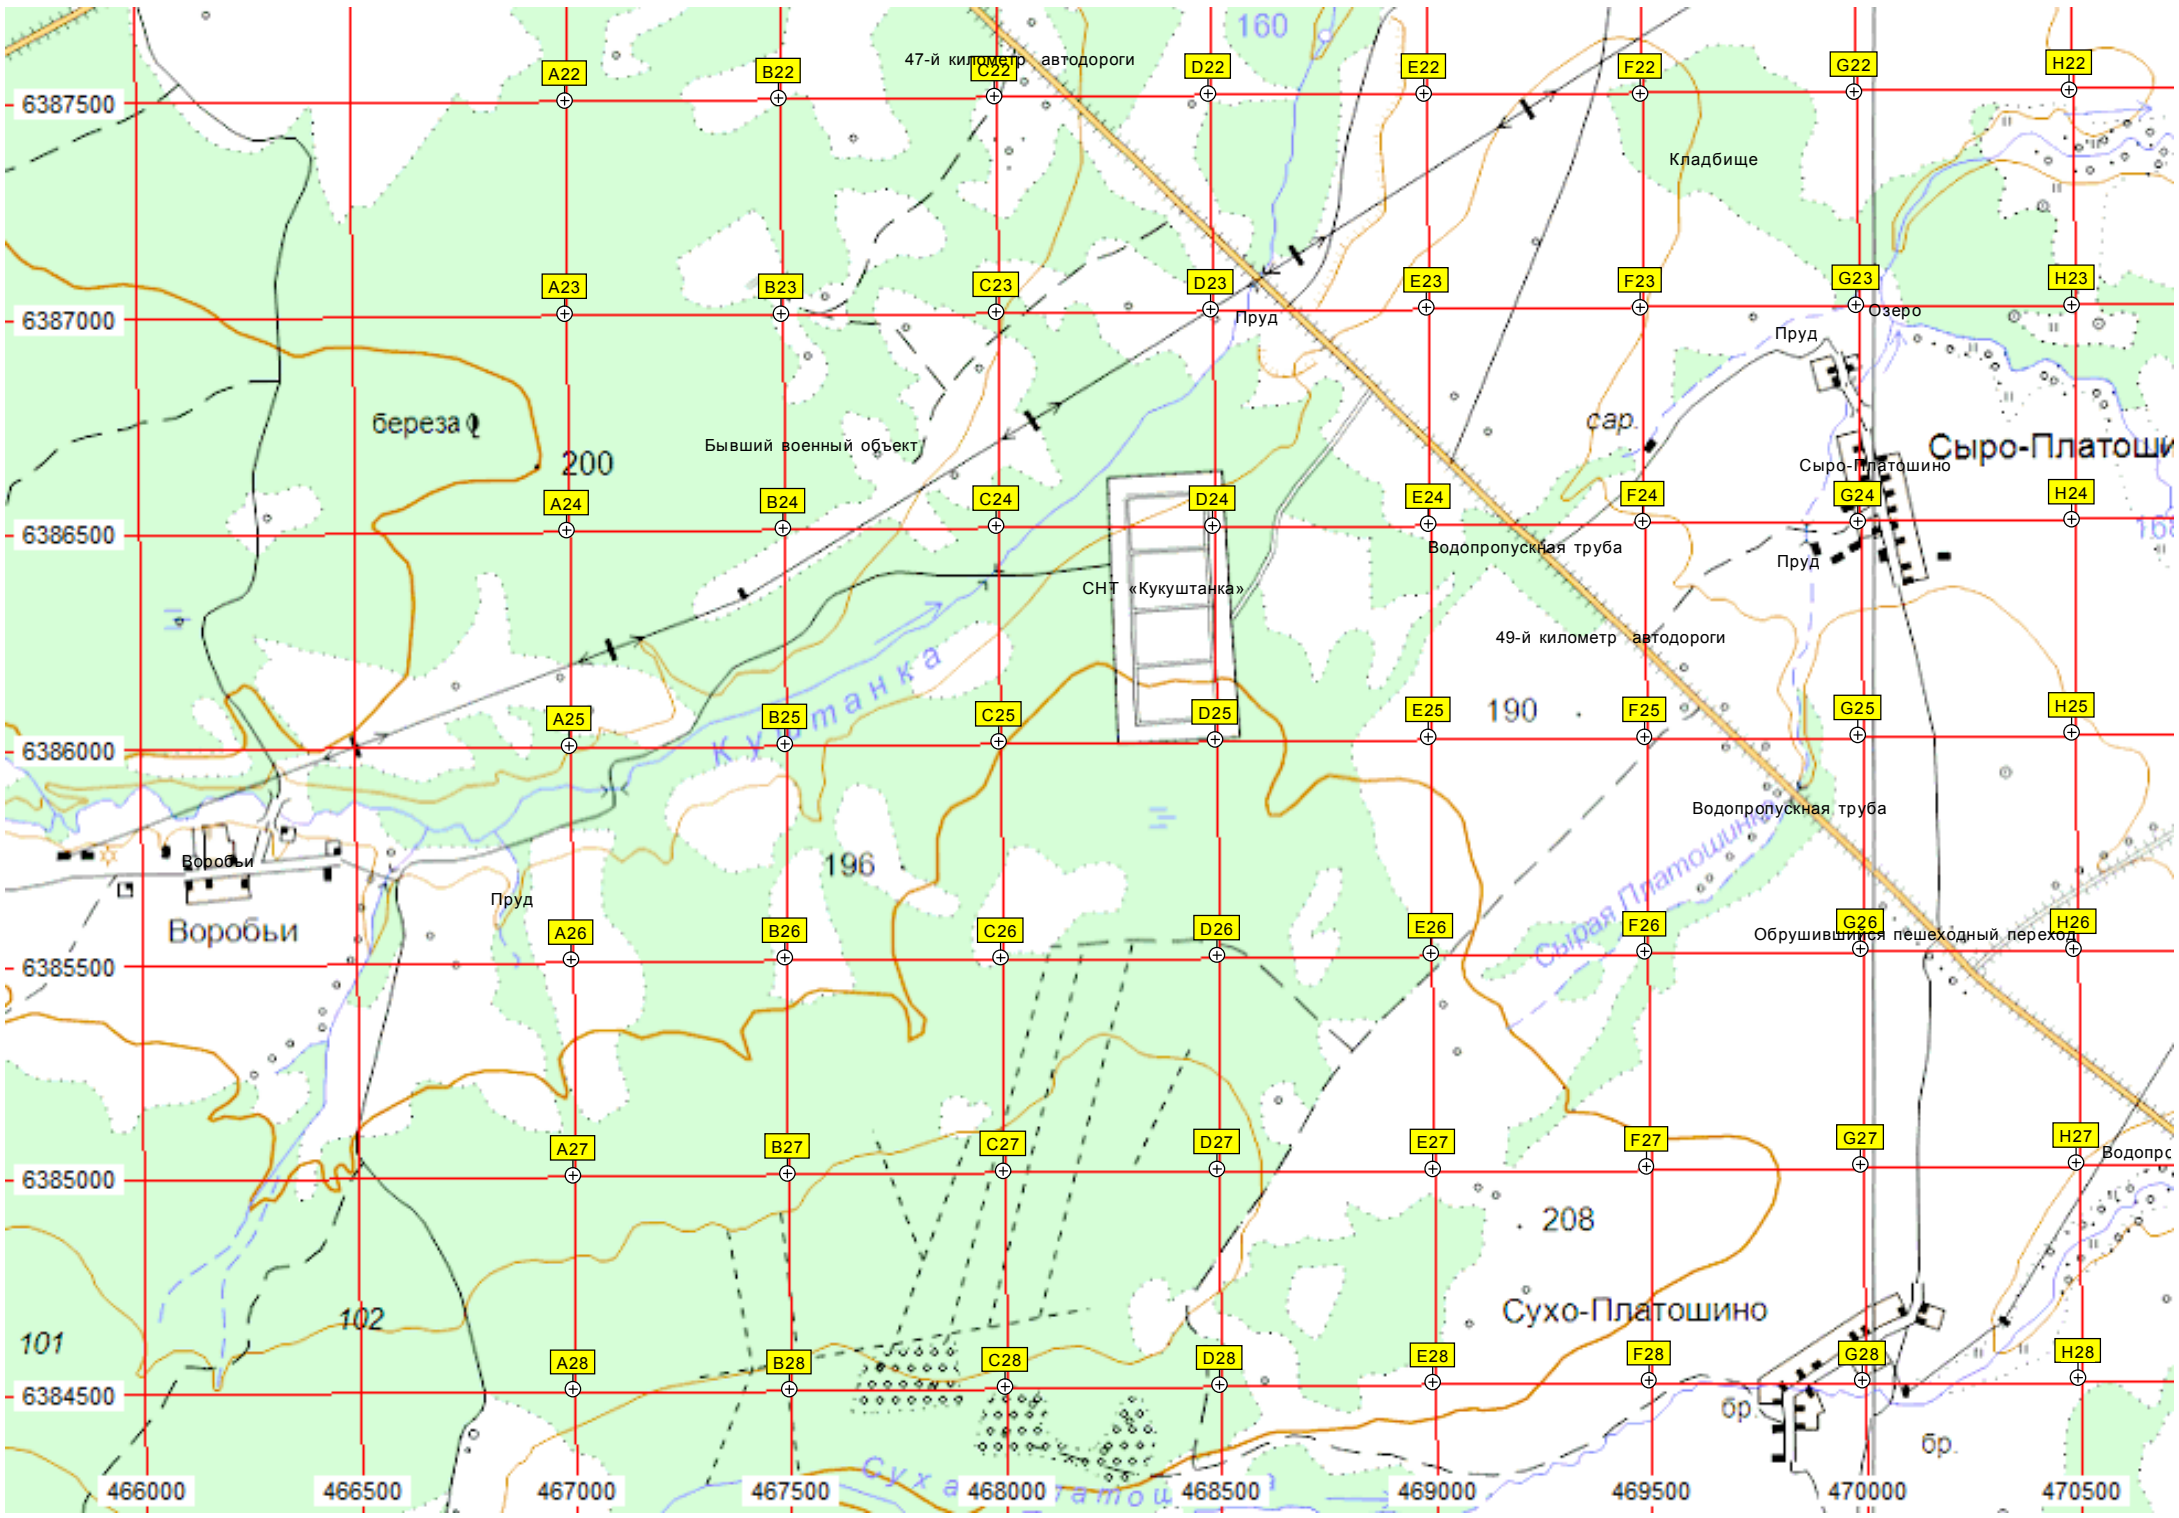 160
47-й километр автодороги
A22
B22
C22
D22
E22
F22
G22
H22
6387500
Кладбище
A23
B23
C23
D23
E23
F23
G23
H23
6387000
Пруд
Озеро
Пруд
береза
сар.
200
Бывший военный объект
Сыро-Платоши
Сыро-Платошино
A24
B24
C24
D24
E24
F24
G24
H24
6386500
168
Водопропускная труба
Пруд
СНТ «Кукуштанка»
49-й километр автодороги
Куштанка
190
A25
B25
C25
D25
E25
F25
G25
H25
6386000
Водопропускная труба
Воробьи
196
Сырая Платошинка
Пруд
Воробьи
A26
B26
C26
D26
E26
F26
G26
H26
Обрушившийся пешеходный переход
6385500
A27
B27
C27
D27
E27
F27
G27
H27
Водопро
6385000
208
102
101
Сухо-Платошино
A28
B28
C28
D28
E28
F28
G28
H28
6384500
бр.
бр.
466000
466500
467000
467500
468000
468500
469000
469500
470000
470500